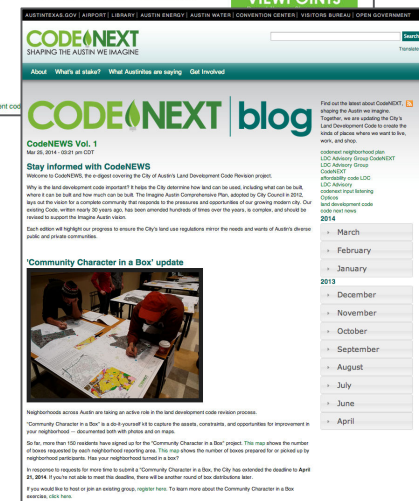 VIEWPOINTS
AUSTINTEXAS.GOV | AIRPORT | LIBRARY | AUSTIN ENERGY | AUSTIN WATER | CONVENTION CENTER | VISITORS BUREAU | OPEN GOVERNMENT
CODE NEXT
SHAPING THE AUSTIN WE IMAGINE
Search
Translate
About What's at stake? What Austinites are saying Get Involved
ent cod
CODE NEXT blog
CodeNEWS Vol. 1
Mar 25, 2014 - 03:21 pm CDT
Stay informed with CodeNEWS
Welcome to CodeNEWS, the e-digest covering the City of Austin's Land Development Code Revision project.
Why is the land development code important? It helps the City determine how land can be used, including what can be built,
where it can be built and how much can be built. The Imagine Austin Comprehensive Plan, adopted by City Council in 2012,
lays out the vision for a complete community that responds to the pressures and opportunities of our growing modern city. Our
existing Code, written nearly 30 years ago, has been amended hundreds of times over the years, is complex, and should be
revised to support the Imagine Austin vision.
Each edition will highlight our progress to ensure the City's land use regulations mirror the needs and wants of Austin's diverse
public and private communities.
'Community Character in a Box' update
Neighborhoods across Austin are taking an active role in the land development code revision process.
"Community Character in a Box" is a do-it-yourself kit to capture the assets, constraints, and opportunities for improvement in
your neighborhood — documented both with photos and on maps.
So far, more than 150 residents have signed up for the "Community Character in a Box" project. This map shows the number
of boxes requested by each neighborhood reporting area. This map shows the number of boxes prepared for or picked up by
neighborhood participants. Has your neighborhood turned in a box?
In response to requests for more time to submit a "Community Character in a Box, the City has extended the deadline to April
21, 2014. If you're not able to meet this deadline, there will be another round of box distributions later.
If you would like to host or join an existing group, register here. To learn more about the Community Character in a Box
exercise, click here.
Find out the latest about CodeNEXT,
shaping the Austin we imagine.
Together, we are updating the City's
Land Development Code to create the
kinds of places where we want to live,
work, and shop.
codenext neighborhood plan
LDC Advisory Group CodeNEXT
LDC Advisory Group
CodeNEXT
affordability code LDC
LDC Advisory
codenext input listening
Opticos
land development code
code next news
2014
March
February
January
2013
December
November
October
September
August
July
June
April